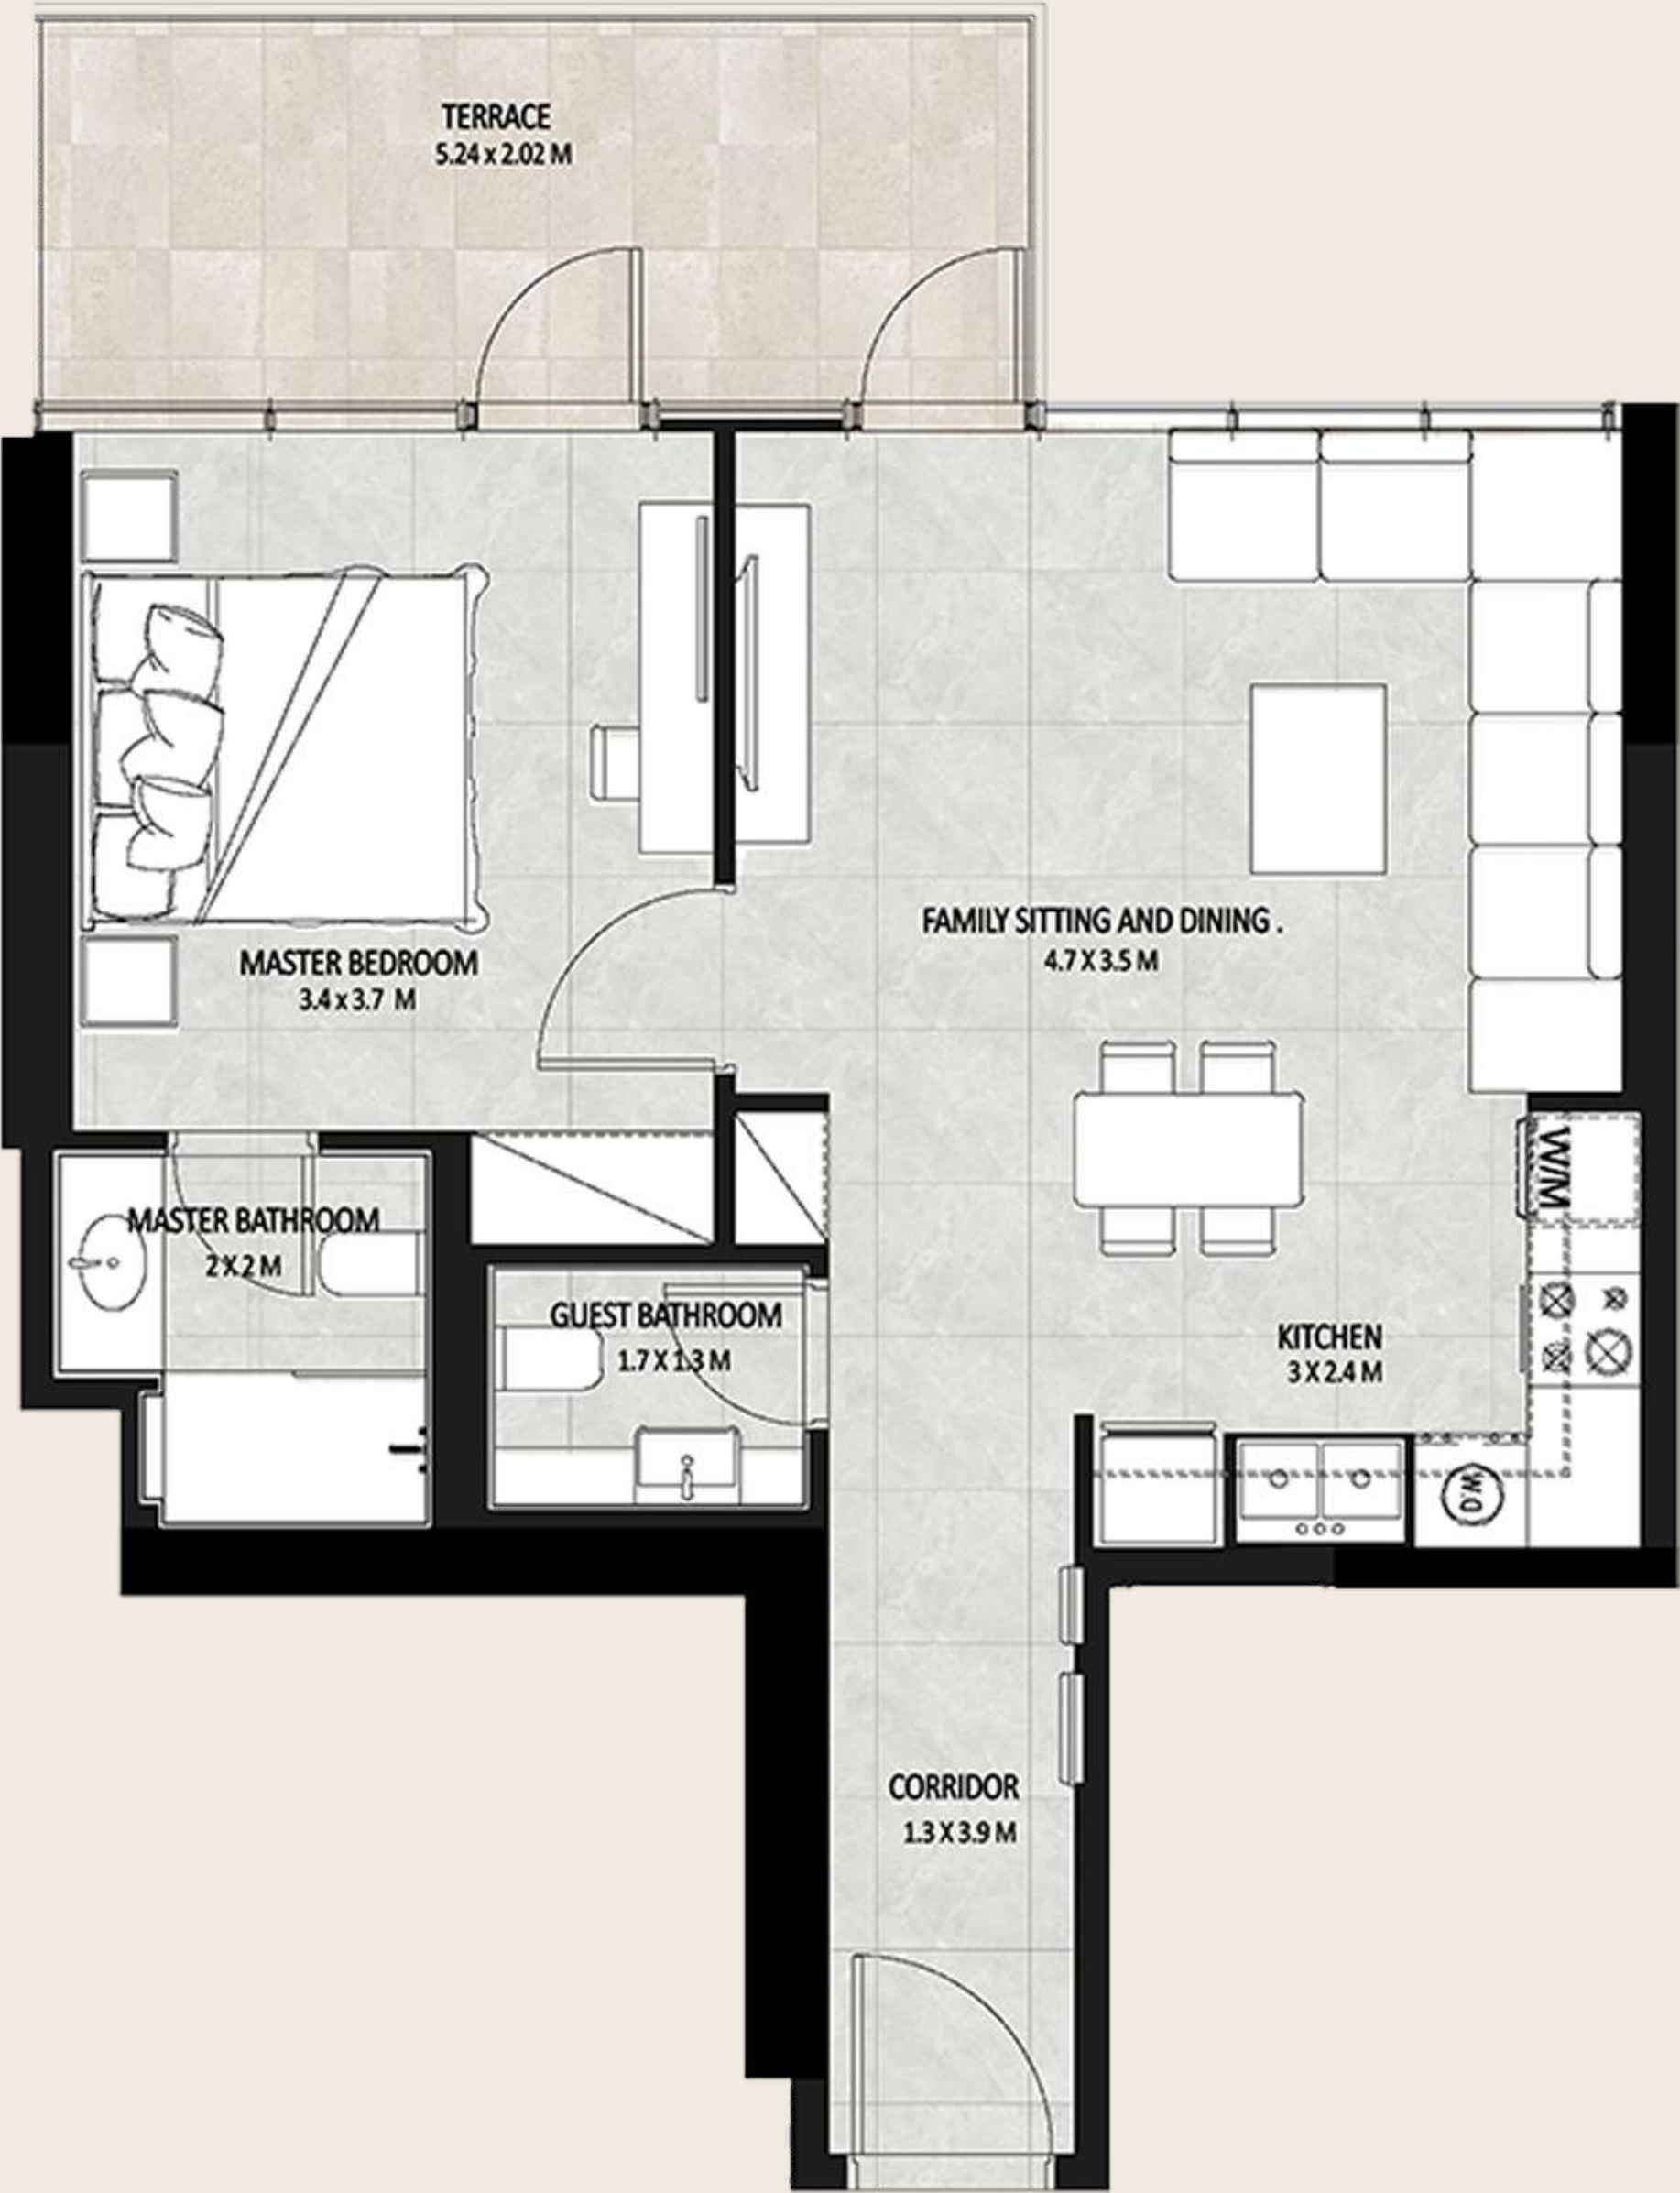 TERRACE
5.24 x 2.02 M
FAMILY SITTING AND DINING .
4.7 X 3.5 M
MASTER BEDROOM
3.4 x 3.7 M
W/M
MASTER BATHROOM
2 X 2 M
GUEST BATHROOM
1.7 X 1.3 M
KITCHEN
3 X 2.4 M
W.O
CORRIDOR
1.3 X 3.9 M